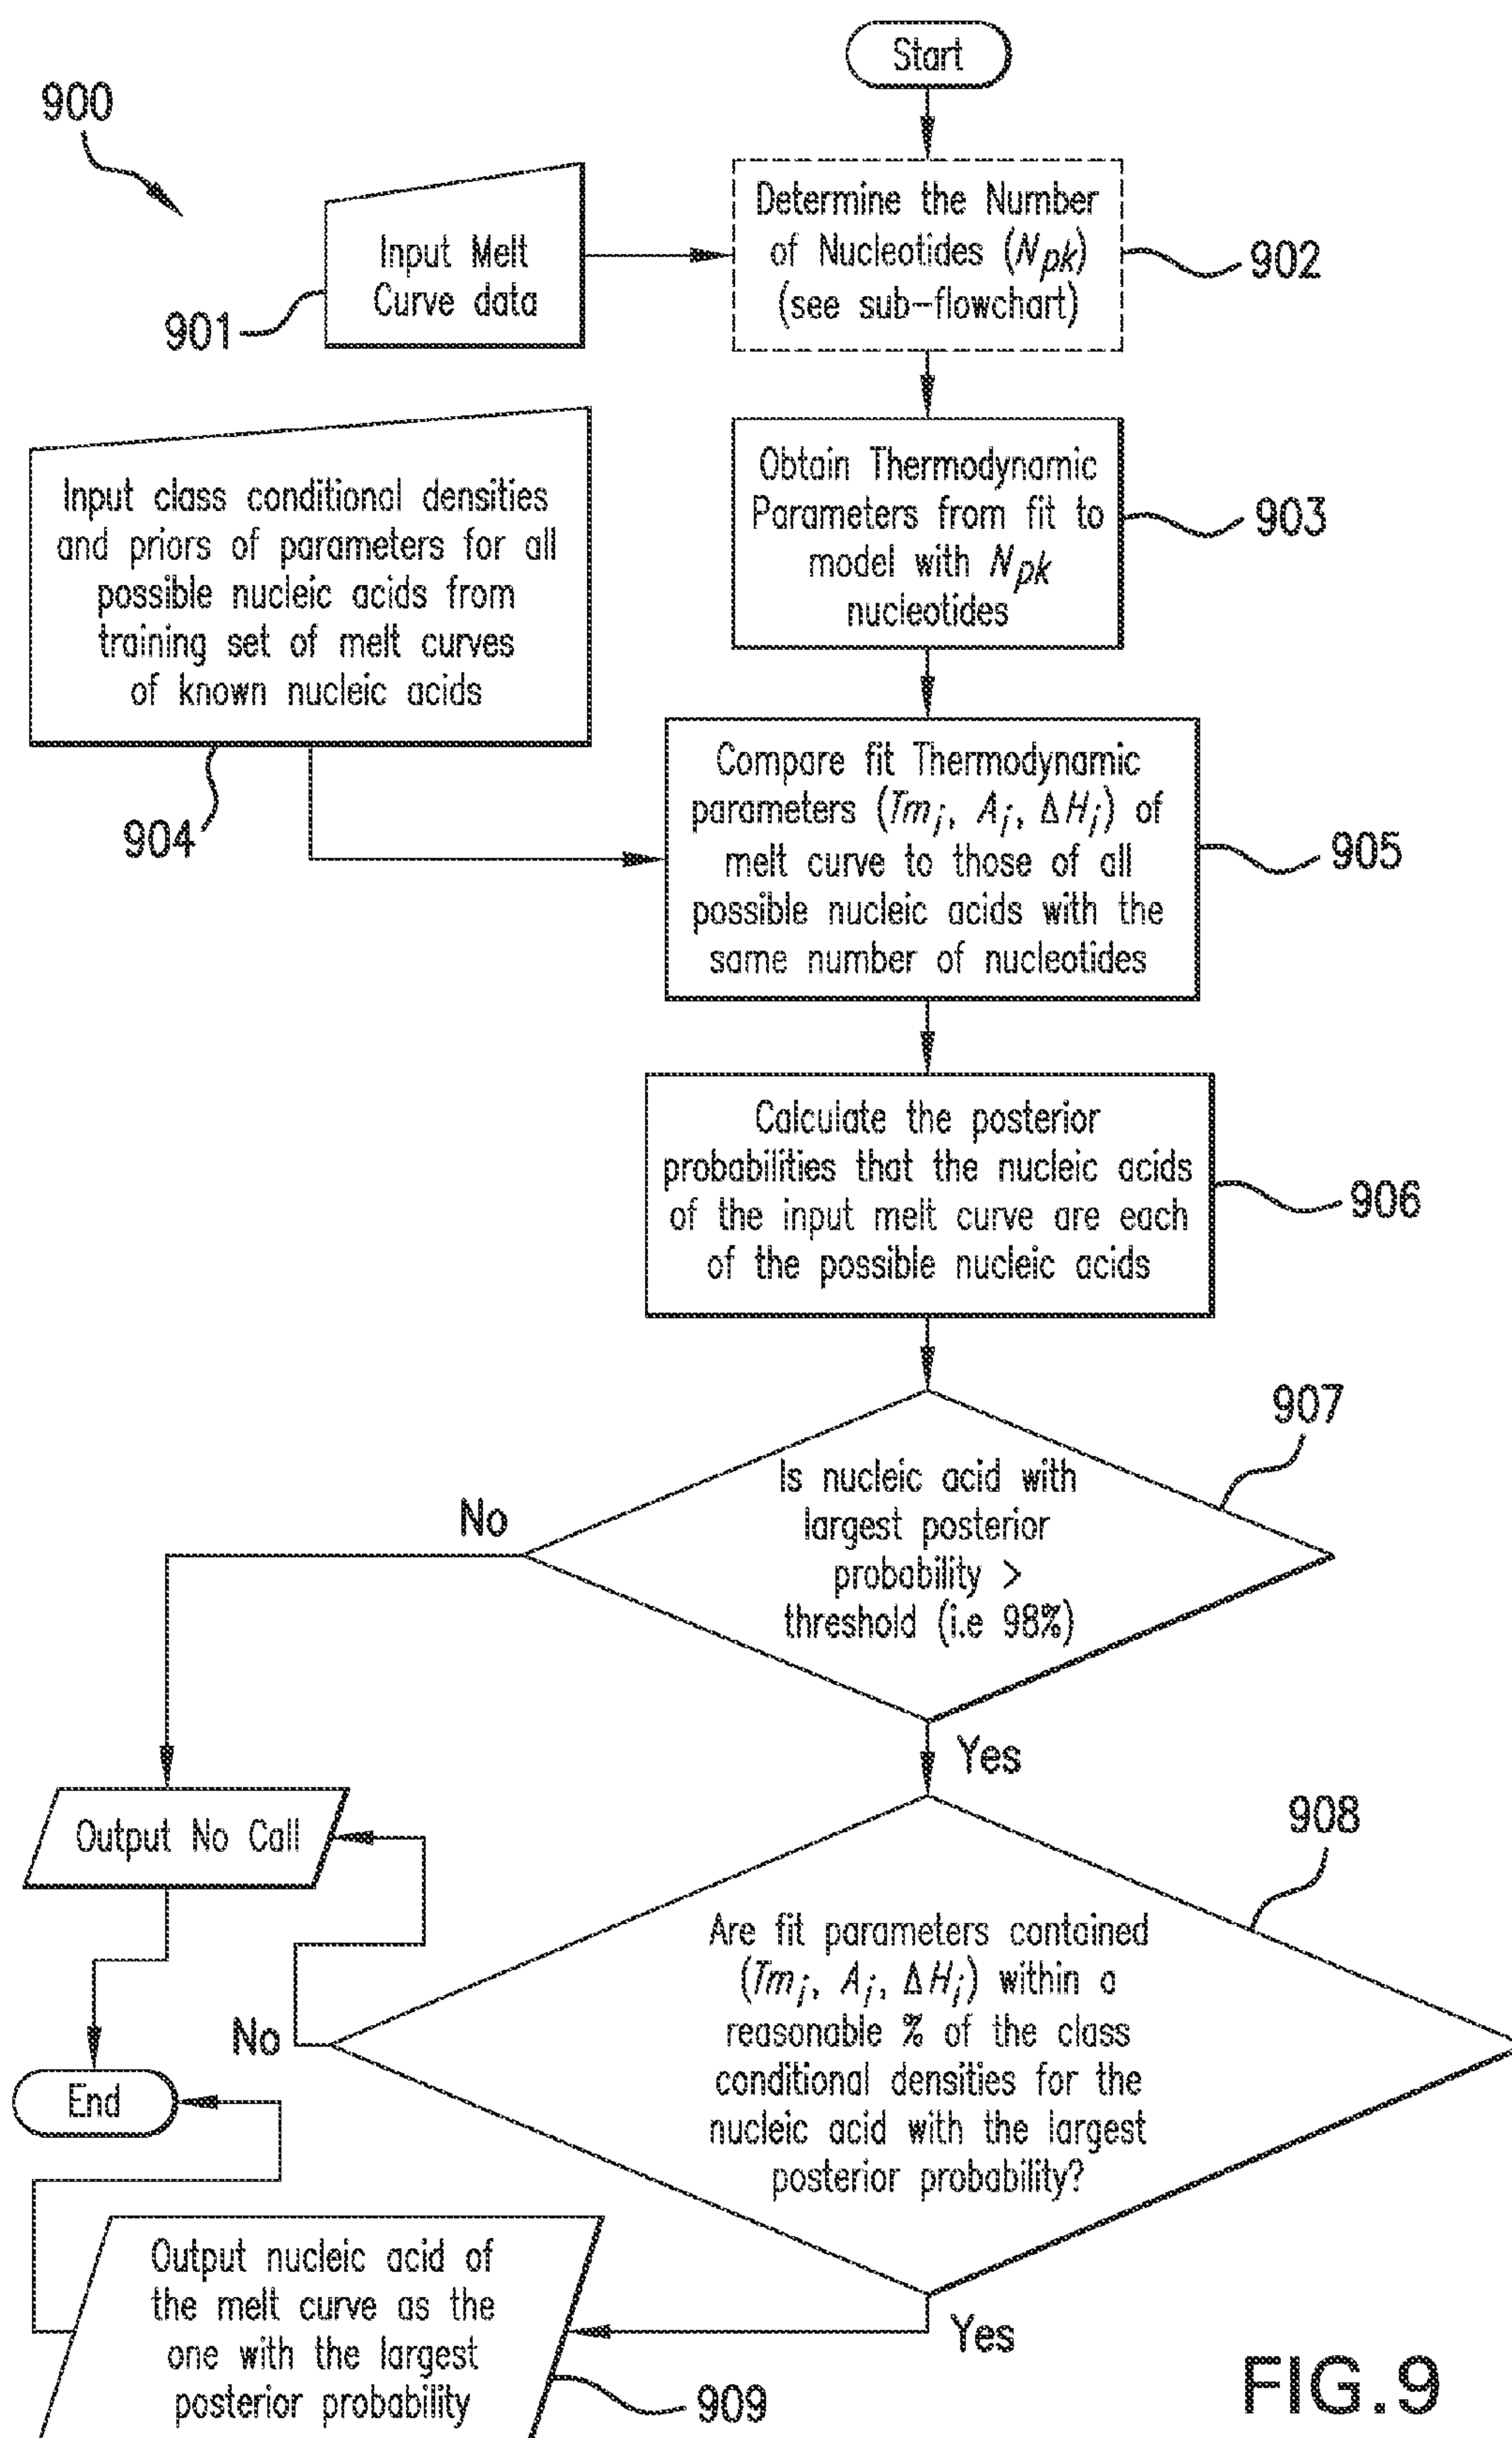 Start
900
Input Melt
Curve data
901
Determine the Number
of Nucleotides (Npk)
(see sub-flowchart)
902
Obtain Thermodynamic
Parameters from fit to
model with Npk
nucleotides
903
Input class conditional densities
and priors of parameters for all
possible nucleic acids from
training set of melt curves
of known nucleic acids
904
Compare fit Thermodynamic
parameters (Tmj, Aj, ΔHj) of
melt curve to those of all
possible nucleic acids with the
same number of nucleotides
905
Calculate the posterior
probabilities that the nucleic acids
of the input melt curve are each
of the possible nucleic acids
906
907
Is nucleic acid with
largest posterior
probability >
threshold (i.e 98%)
No
Yes
Output No Call
908
Are fit parameters contained
(Tmj, Aj, ΔHj) within a
reasonable % of the class
conditional densities for the
nucleic acid with the largest
posterior probability?
No
End
Yes
Output nucleic acid of
the melt curve as the
one with the largest
posterior probability
909
FIG.9